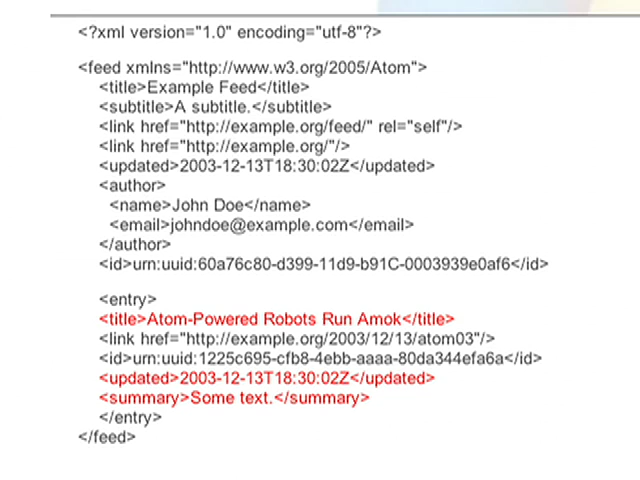 <?xml version="1.0" encoding="utf-8"?>
<feed xmlns="http://www.w3.org/2005/Atom">
<title>Example Feed</title>
<subtitle>A subtitle.</subtitle>
<link href="http://example.org/feed/" rel="self"/>
<link href="http://example.org/"/>
<updated>2003-12-13T18:30:02Z</updated>
<author>
<name>John Doe</name>
<email>johndoe@example.com</email>
</author>
<id>urn:uuid:60a76c80-d399-11d9-b91C-0003939e0af6</id>
<entry>
<title>Atom-Powered Robots Run Amok</title>
<link href="http://example.org/2003/12/13/atom03"/>
<id>urn:uuid:1225c695-cfb8-4ebb-aaaa-80da344efa6a</id>
<updated>2003-12-13T18:30:02Z</updated>
<summary>Some text.</summary>
</entry>
</feed>